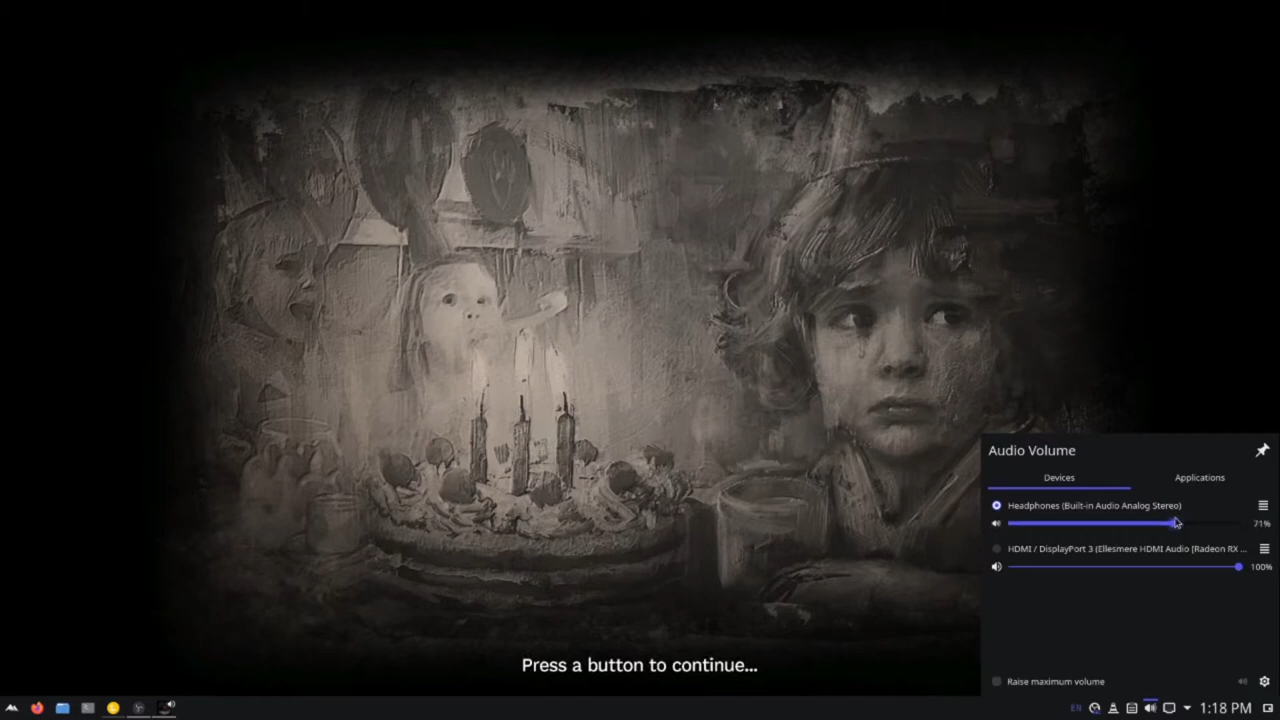 Audio Volume
Devices
Applications
Headphones (Built-in Audio Analog Stereo)
71%
HDMI / DisplayPort 3 (Ellesmere HDMI Audio [Radeon RX ...
100%
Press a button to continue...
Raise maximum volume
EN
1:18 PM